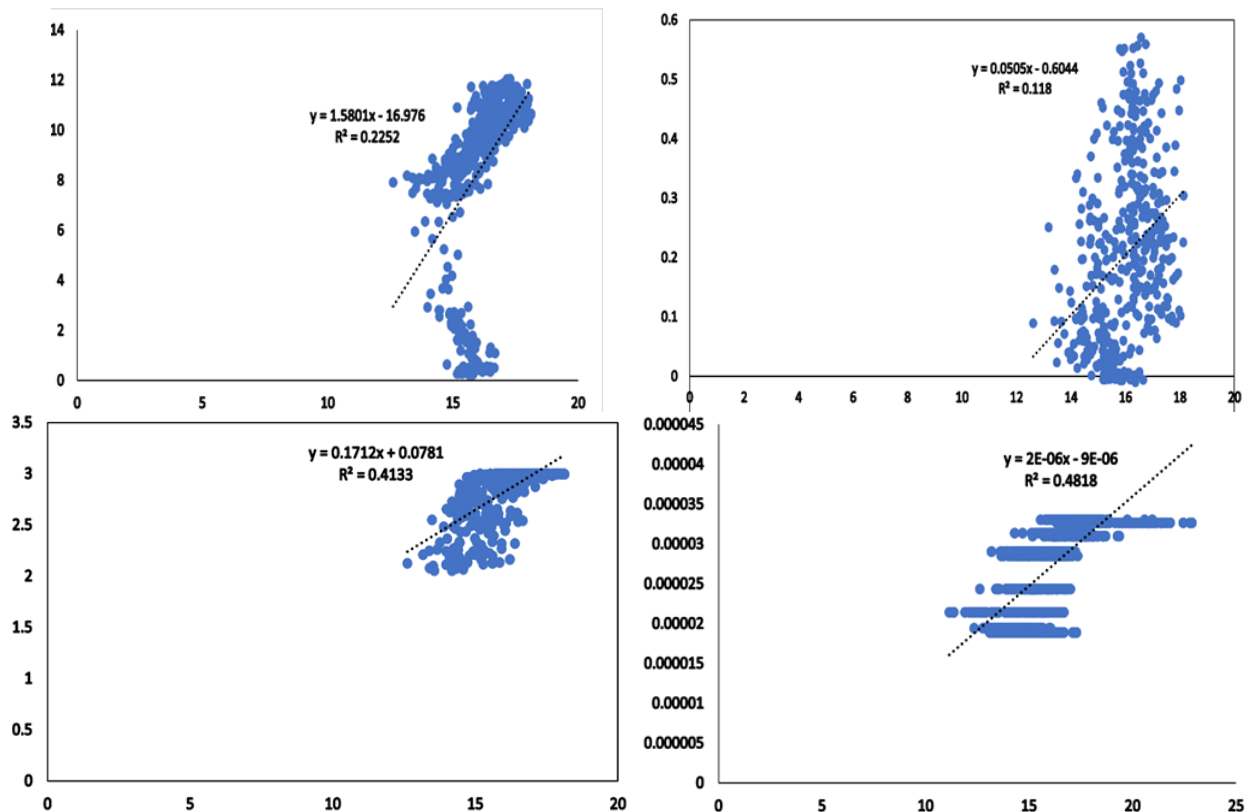 14
12
10
8
6
4
2
0
0 5 10 15 20
y = 1.5801x - 16.976
R² = 0.2252
0.6
0.5
0.4
0.3
0.2
0.1
0
0 2 4 6 8 10 12 14 16 18 20
y = 0.0505x - 0.6044
R² = 0.118
3.5
3
2.5
2
1.5
1
0.5
0
0 5 10 15 20
y = 0.1712x + 0.0781
R² = 0.4133
0.000045
0.00004
0.000035
0.00003
0.000025
0.00002
0.000015
0.00001
0.000005
0
0 5 10 15 20 25
y = 2E-06x - 9E-06
R² = 0.4818